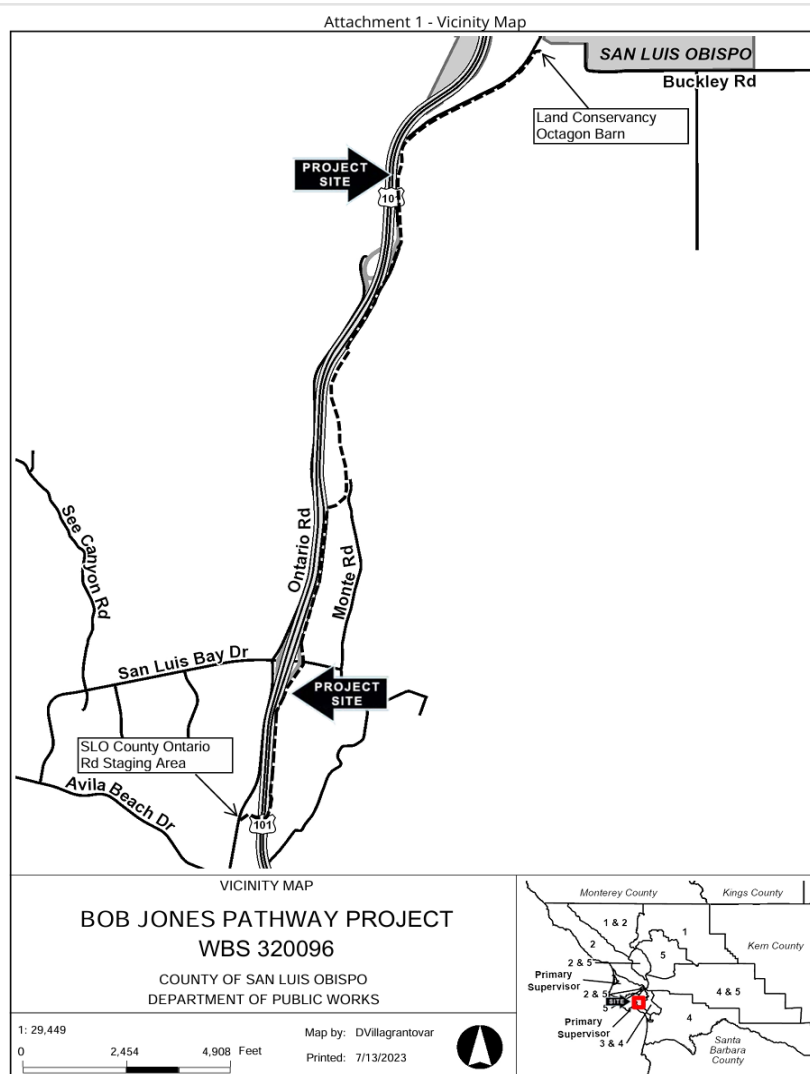 Attachment 1 - Vicinity Map
SAN LUIS OBISPO
Buckley Rd
Land Conservancy
Octagon Barn
PROJECT
SITE
101
See Canyon Rd
Ontario Rd
Monte Rd
San Luis Bay Dr
PROJECT
SITE
SLO County Ontario
Rd Staging Area
Avila Beach Dr
101
VICINITY MAP
BOB JONES PATHWAY PROJECT
WBS 320096
COUNTY OF SAN LUIS OBISPO
DEPARTMENT OF PUBLIC WORKS
1: 29,449
0 2,454 4,908 Feet
Map by: DVillagrantovar
Printed: 7/13/2023
Monterey County
Kings County
1 & 2
1
2
Kern County
5
2 & 5
Primary
Supervisor
4 & 5
2 & 5
SITE
5
4
Primary
Supervisor
3 & 4
Santa
Barbara
County